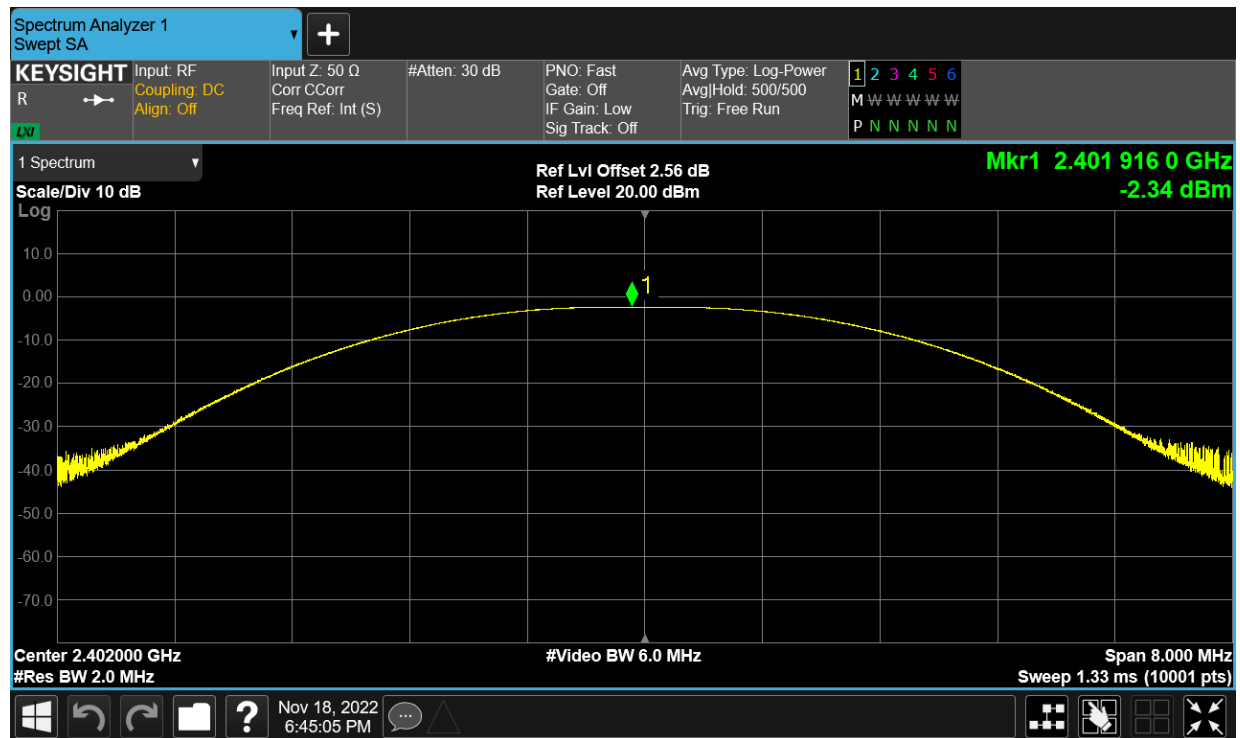 Spectrum Analyzer 1
Swept SA
▼
+
KEYSIGHT
R
LXI
Input: RF
Coupling: DC
Align: Off
Input Z: 50 Ω
Corr CCorr
Freq Ref: Int (S)
#Atten: 30 dB
PNO: Fast
Gate: Off
IF Gain: Low
Sig Track: Off
Avg Type: Log-Power
Avg|Hold: 500/500
Trig: Free Run
1 2 3 4 5 6
M W W W W W
P N N N N N
1 Spectrum ▼
Scale/Div 10 dB
Ref Lvl Offset 2.56 dB
Ref Level 20.00 dBm
Mkr1 2.401 916 0 GHz
-2.34 dBm
Log
10.0
0.00
-10.0
-20.0
-30.0
-40.0
-50.0
-60.0
-70.0
1
Center 2.402000 GHz
#Video BW 6.0 MHz
Span 8.000 MHz
#Res BW 2.0 MHz
Sweep 1.33 ms (10001 pts)
?
Nov 18, 2022
6:45:05 PM